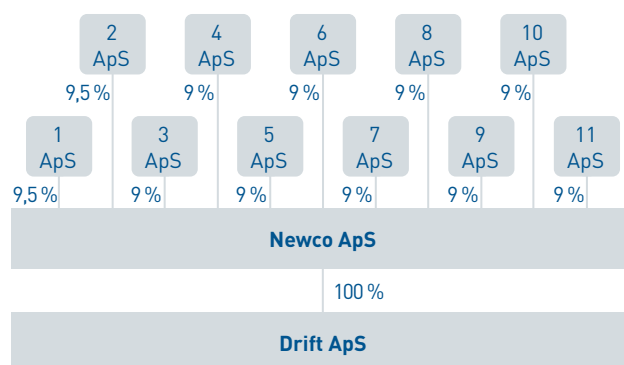 2
ApS
4
ApS
6
ApS
8
ApS
10
ApS
9,5 %
9 %
9 %
9 %
9 %
1
ApS
3
ApS
5
ApS
7
ApS
9
ApS
11
ApS
9,5 %
9 %
9 %
9 %
9 %
9 %
Newco ApS
100 %
Drift ApS